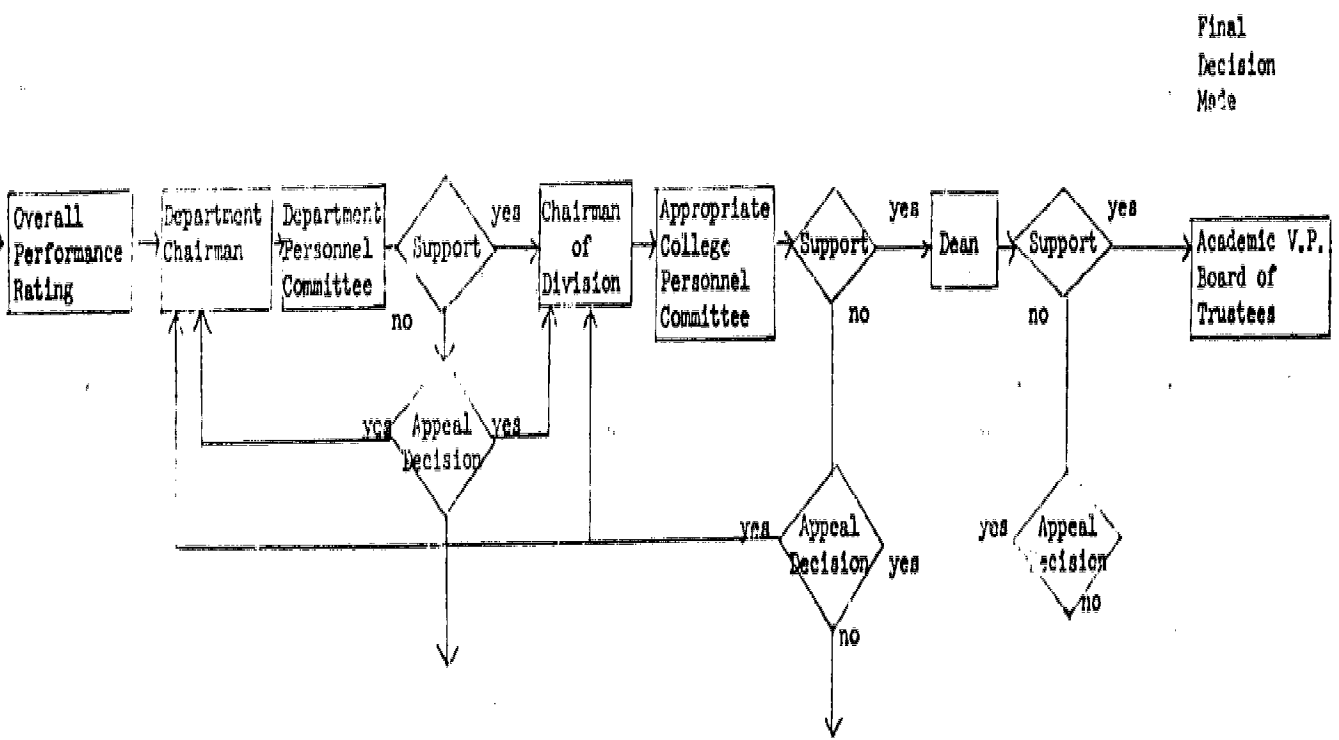 Final
Decision
Made
Overall
Performance
Rating
Department
Chairman
Department
Personnel
Committee
Support
yes
no
Chairman
of
Division
Appropriate
College
Personnel
Committee
Support
yes
no
Dean
Support
yes
no
Academic V.P.
Board of
Trustees
yes
Appeal
Decision
yes
yes
Appeal
Decision
yes
no
yes
Appeal
Decision
no